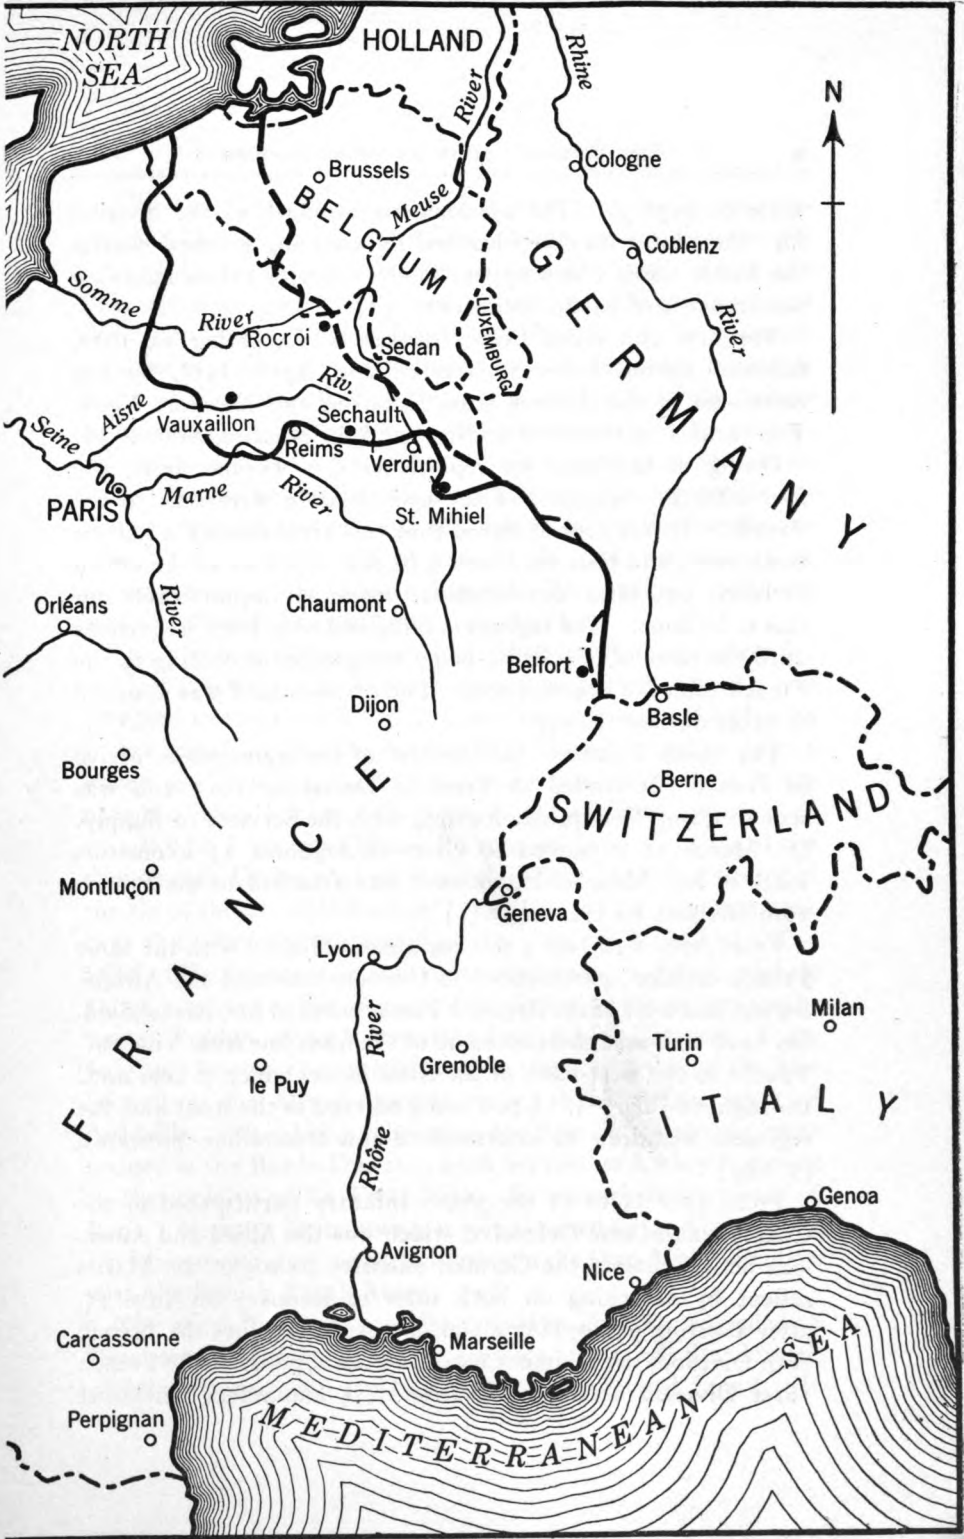 NORTH
SEA
HOLLAND
River
Rhine
N
Cologne
Brussels
BELGIUM
Meuse
GERMANY
Coblenz
Somme
River
Rocroi
LUXEMBURG
River
Sedan
Riv
Aisne
Vauxaillon
Sechault
Seine
Reims
Verdun
PARIS
Marne
River
St. Mihiel
Orléans
River
Chaumont
Belfort
Dijon
Basle
Bourges
Berne
SWITZERLAND
FRANCE
Montluçon
Geneva
Lyon
Milan
River
Turin
Grenoble
le Puy
ITALY
Rhône
Genoa
Avignon
Nice
Carcassonne
Marseille
Perpignan
MEDITERRANEAN SEA